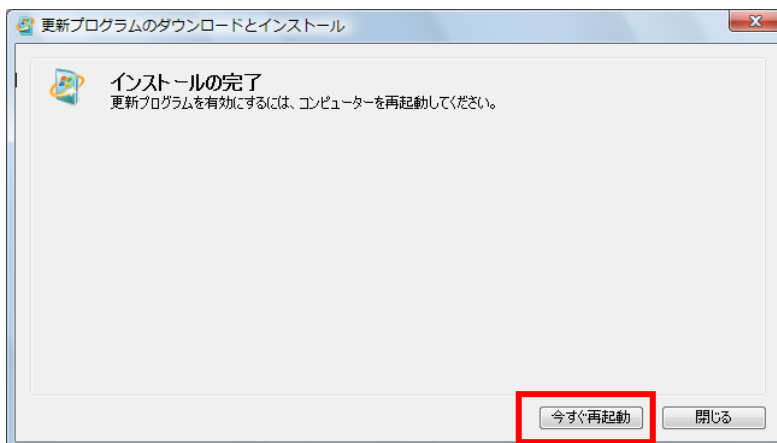 更新プログラムのダウンロードとインストール
インストールの完了
更新プログラムを有効にするには、コンピューターを再起動してください。
今すぐ再起動
閉じる